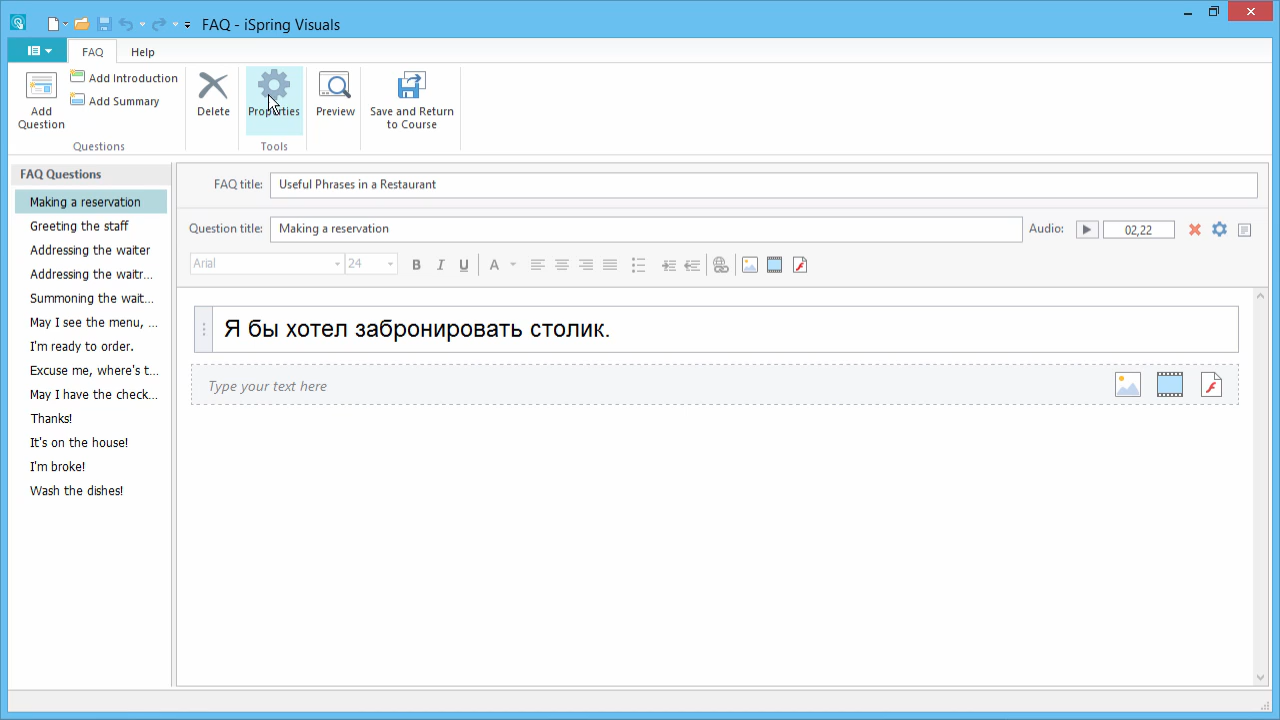 FAQ - iSpring Visuals
FAQ
Help
Add Question
Add Introduction
Add Summary
Questions
Delete
Properties
Tools
Preview
Save and Return
to Course
FAQ Questions
Making a reservation
Greeting the staff
Addressing the waiter
Addressing the waitr...
Summoning the wait...
May I see the menu, ...
I'm ready to order.
Excuse me, where's t...
May I have the check...
Thanks!
It's on the house!
I'm broke!
Wash the dishes!
FAQ title: Useful Phrases in a Restaurant
Question title: Making a reservation
Audio: 02,22
Arial 24 B I U A
Я бы хотел забронировать столик.
Type your text here